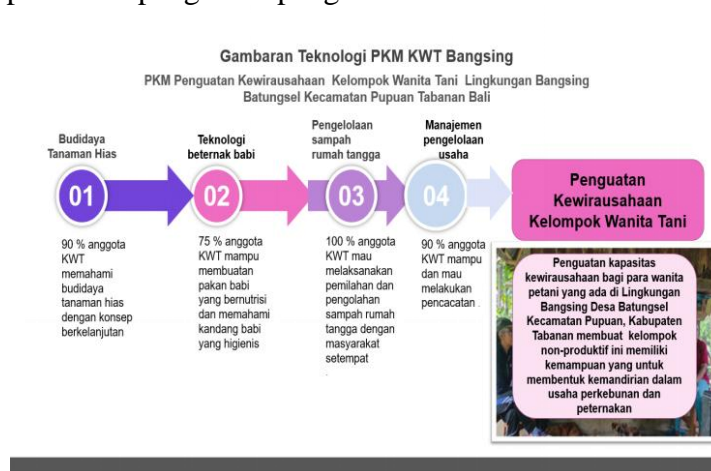 Gambaran Teknologi PKM KWT Bangsing
PKM Penguatan Kewirausahaan Kelompok Wanita Tani Lingkungan Bangsing
Batungsel Kecamatan Pupuan Tabanan Bali
Budidaya
Tanaman Hias
01
90 % anggota
KWT
memahami
budidaya
tanaman hias
dengan konsep
berkelanjutan
Teknologi
beternak babi
02
75 % anggota
KWT mampu
membuatan
pakan babi
yang bernutrisi
dan memahami
kandang babi
yang higienis
Pengelolaan
sampah
rumah tangga
03
100 % anggota
KWT mau
melaksanakan
pemilahan dan
pengolahan
sampah rumah
tangga dengan
masyarakat
setempat
.
Manajemen
pengelolaan
usaha
04
90 % anggota
KWT mampu
dan mau
melakukan
pencacatan .
Penguatan
Kewirausahaan
Kelompok Wanita Tani
Penguatan kapasitas
kewirausahaan bagi para wanita
petani yang ada di Lingkungan
Bangsing Desa Batungsel
Kecamatan Pupuan, Kabupaten
Tabanan membuat kelompok
non-produktif ini memiliki
kemampuan yang untuk
membentuk kemandirian dalam
usaha perkebunan dan
peternakan